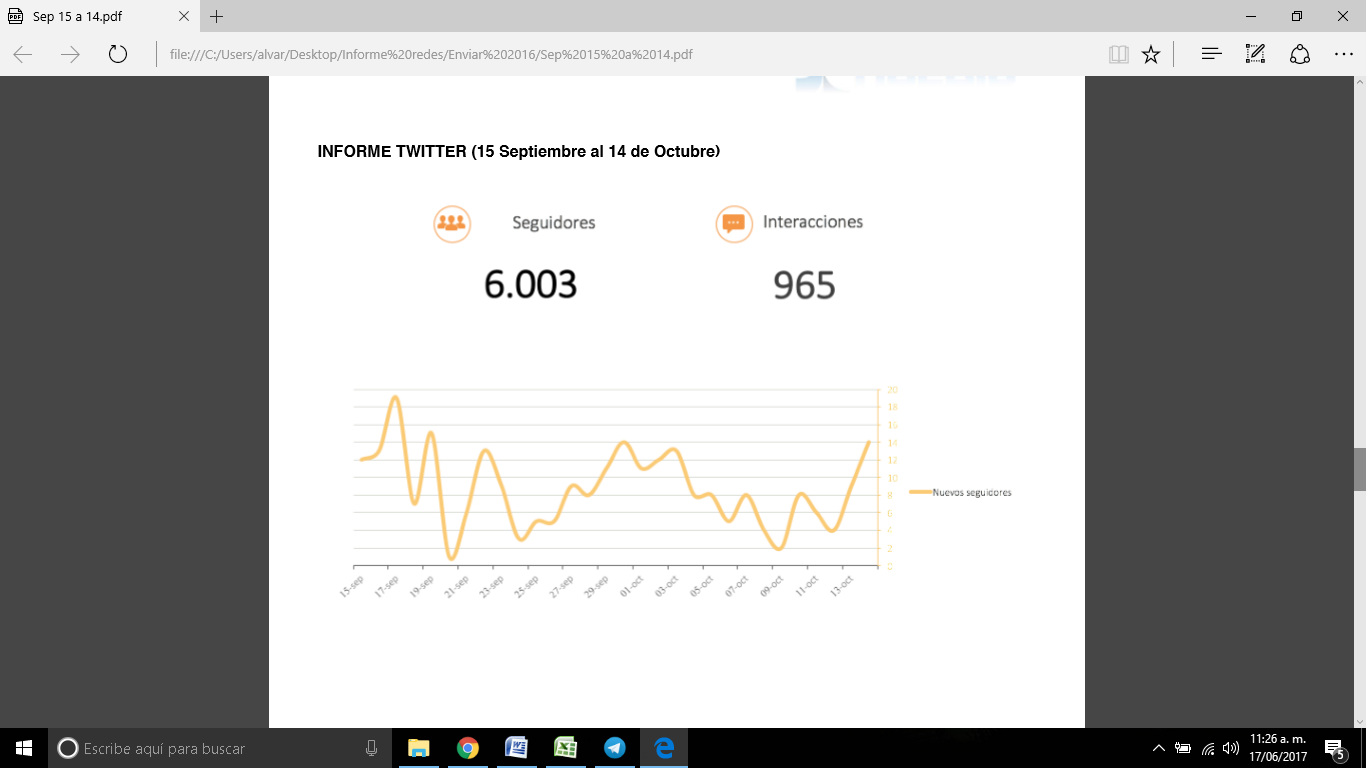 Sep 15 a 14.pdf
file:///C:/Users/alvar/Desktop/Informe%20redes/Enviar%202016/Sep%2015%20a%2014.pdf
INFORME TWITTER (15 Septiembre al 14 de Octubre)
Seguidores
Interacciones
6.003
965
20
18
16
14
12
10
8
6
4
2
0
Nuevos seguidores
15-sep
17-sep
19-sep
21-sep
23-sep
25-sep
27-sep
29-sep
01-oct
03-oct
05-oct
07-oct
09-oct
11-oct
13-oct
Escribe aquí para buscar
11:26 a. m.
17/06/2017
5